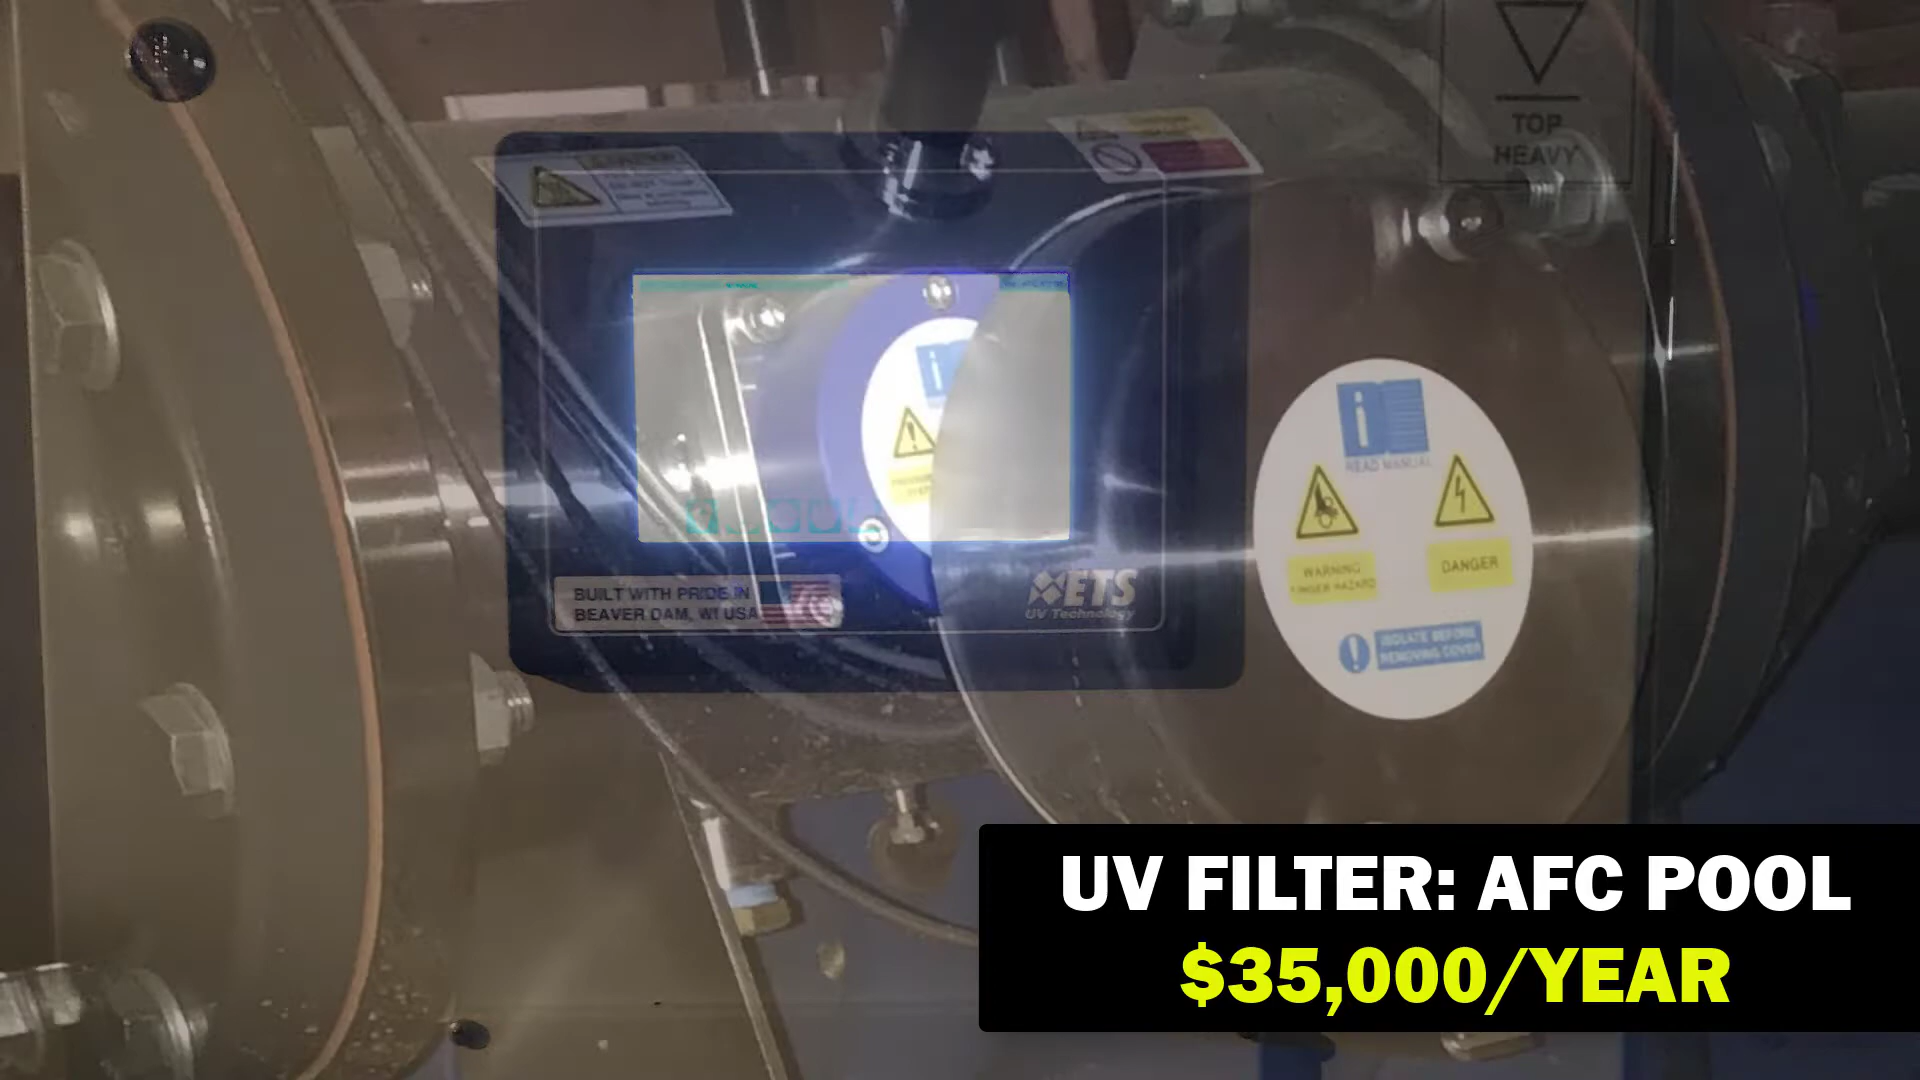 TOP
HEAVY
READ MANUAL
WARNING
FINGER HAZARD
DANGER
ISOLATE BEFORE
REMOVING COVER
BUILT WITH PRIDE IN
BEAVER DAM, WI USA
ETS
UV Technology
UV FILTER: AFC POOL
$35,000/YEAR